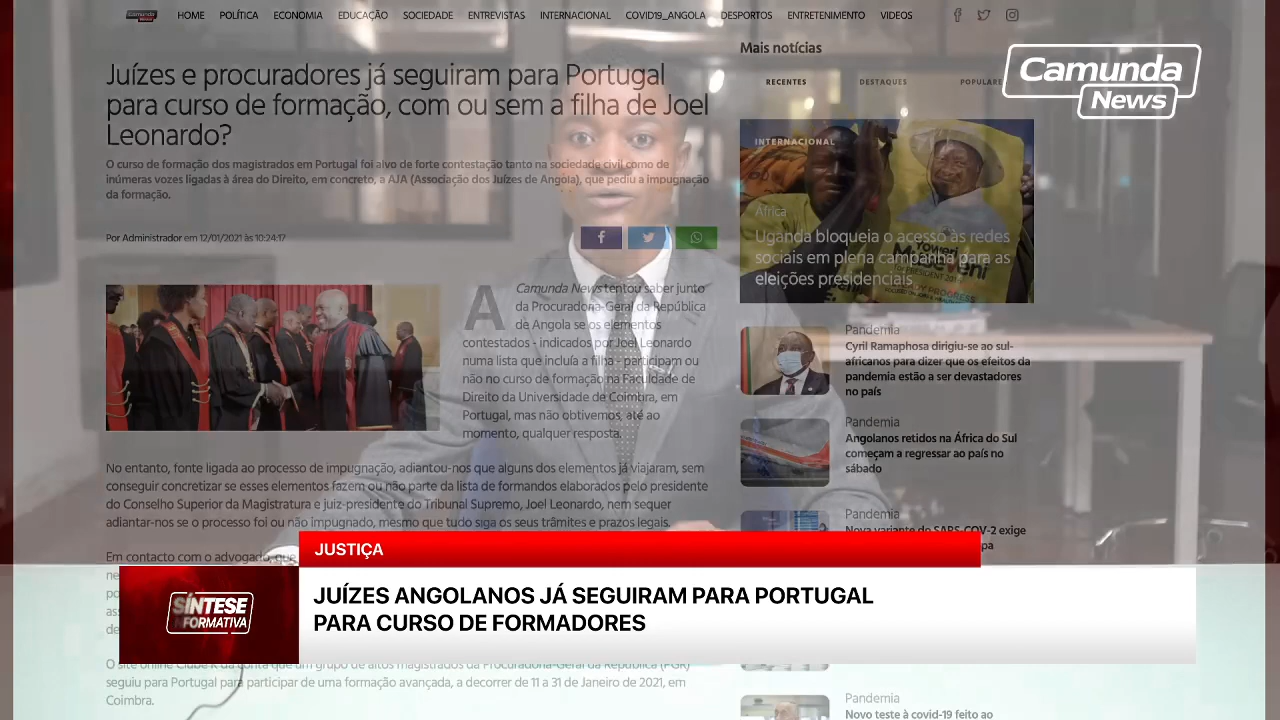 HOME POLÍTICA ECONOMIA EDUCAÇÃO SOCIEDADE ENTREVISTAS INTERNACIONAL COVID19_ANGOLA DESPORTOS ENTRETENIMENTO VIDEOS
Juízes e procuradores já seguiram para Portugal
para curso de formação, com ou sem a filha de Joel
Leonardo?
O curso de formação dos magistrados em Portugal foi alvo de forte contestação tanto na sociedade civil como de
inúmeras vozes ligadas à área do Direito, em concreto, a AJA (Associação dos Juízes de Angola), que pediu a impugnação
da formação.
Por Administrador em 12/01/2021 às 10:24:17
A Camunda News tentou saber junto
da Procuradoria-Geral da República
de Angola se os elementos
contestados - indicados por Joel Leonardo
numa lista que incluía a filha - participam ou
não no curso de formação na Faculdade de
Direito da Universidade de Coimbra, em
Portugal, mas não obtivemos, até ao
momento, qualquer resposta.
No entanto, fonte ligada ao processo de impugnação, adiantou-nos que alguns dos elementos já viajaram, sem
conseguir concretizar se esses elementos fazem ou não parte da lista de formandos elaborados pelo presidente
do Conselho Superior da Magistratura e juiz-presidente do Tribunal Supremo, Joel Leonardo, nem sequer
adiantar-nos se o processo foi ou não impugnado, mesmo que tudo siga os seus trâmites e prazos legais.
Em contacto com o advogado, que
O site online Clube K dá conta que um grupo de altos magistrados da Procuradoria-Geral da República (PGR)
seguiu para Portugal para participar de uma formação avançada, a decorrer de 11 a 31 de Janeiro de 2021, em
Coimbra.
Mais notícias
RECENTES DESTAQUES POPULARE
Camunda
News
INTERNACIONAL
África
Uganda bloqueia o acesso às redes
sociais em plena campanha para as
eleições presidenciais
Pandemia
Cyril Ramaphosa dirigiu-se ao sul-
africanos para dizer que os efeitos da
pandemia estão a ser devastadores
no país
Pandemia
Angolanos retidos na África do Sul
começam a regressar ao país no
sábado
Pandemia
Nova variante do SARS-COV-2 exige
Pandemia
Novo teste à covid-19 feito ao
JUSTIÇA
SÍNTESE
INFORMATIVA
JUÍZES ANGOLANOS JÁ SEGUIRAM PARA PORTUGAL
PARA CURSO DE FORMADORES